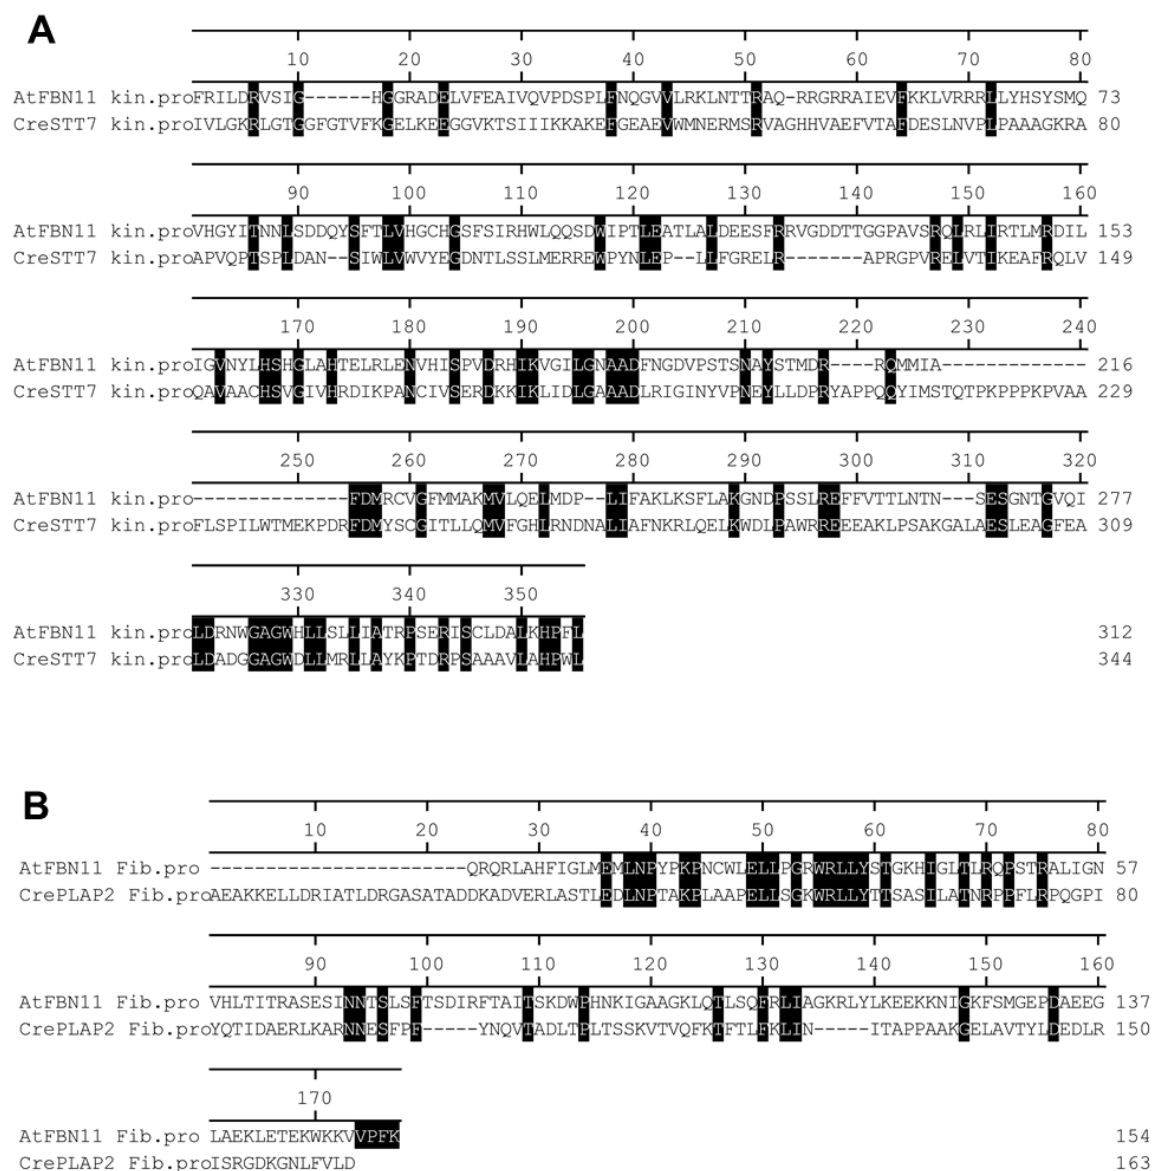 A
10 20 30 40 50 60 70 80
AtFBN11 kin.proFRILDRVSIG------HGGRADELVFEAIVQVPDSPLFNQGVVLRKLNTTRAQ-RRGRRAIEVFKKLVRRRLLYHSYSMQ 73
CreSTT7 kin.proIVLGKRLGTGGFGTVFKGELKEEGGVKTSIIIKKAKEFGEAEVWMNERMSRVAGHHVAEFVTAFDESLNVPLPAAAGKRA 80
90 100 110 120 130 140 150 160
AtFBN11 kin.proVHGYITNNLSDDQYSFTLVHGCHGSFSIRHWLQQSDWIPTLEATLALDEESFRRVGDDTTGGPAVSRQLRLIRTLMRDIL 153
CreSTT7 kin.proAPVQPTSPLDAN--SIWLVWVYEGDNTLSSLMERREWPYNLEP--LLFGRELR-------APRGPVRELVTIKEAFRQLV 149
170 180 190 200 210 220 230 240
AtFBN11 kin.proIGVNYLHSHGLAHTELRLENVHISPVDRHIKVGILGNAADFNGDVPSTSNAYSTMDR----RQMMIA------------- 216
CreSTT7 kin.proQAVAACHSVGIVHRDIKPANCIVSERDKKIKLIDLGAAADLRIGINYVPNEYLLDPRYAPPQQYIMSTQTPKPPPKPVAA 229
250 260 270 280 290 300 310 320
AtFBN11 kin.pro--------------FDMRCVGFMMAKMVLQELMDP--LIFAKLKSFLAKGNDPSSLREFFVTTLNTN---SESGNTGVQI 277
CreSTT7 kin.proFLSPILWTMEKPDRFDMYSCGITLLQMVFGHLRNDNALIAFNKRLQELKWDLPAWRREEEAKLPSAKGALAESLEAGFEA 309
330 340 350
AtFBN11 kin.proLDRNWGAGWHLLSLLIATRPSERISCLDALKHPFL 312
CreSTT7 kin.proLDADGGAGWDLLMRLLAYKPTDRPSAAAVLAHPWL 344
B
10 20 30 40 50 60 70 80
AtFBN11 Fib.pro -----------------------QRQRLAHFIGLMEMLNPYPKPNCWLELLPGRWRLLYSTGKHIGLTLRQPSTRALIGN 57
CrePLAP2 Fib.proAEAKKELLDRIATLDRGASATADDKADVERLASTLEDLNPTAKPLAAPELLSGKWRLLYTTSASILATNRPPFLRPQGPI 80
90 100 110 120 130 140 150 160
AtFBN11 Fib.pro VHLTITRASESINNTSLSFTSDIRFTAITSKDWPHNKIGAAGKLQTLSQFRLIAGKRLYLKEEKKNIGKFSMGEPDAEEG 137
CrePLAP2 Fib.proYQTIDAERLKARNNESFPF-----YNQVTADLTPLTSSKVTVQFKTFTLFKLIN-----ITAPPAAKGELAVTYLDEDLR 150
170
AtFBN11 Fib.pro LAEKLETEKWKKVVPFK 154
CrePLAP2 Fib.proISRGDKGNLFVLD 163